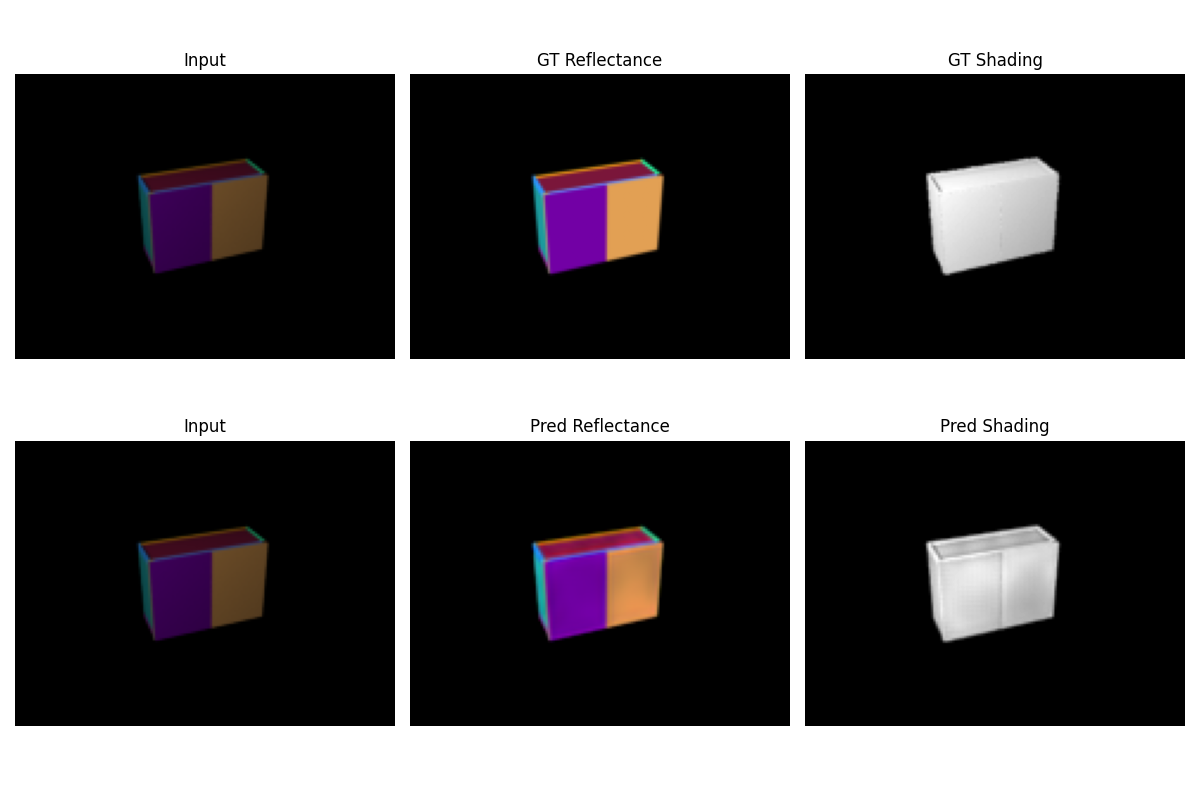 Input
GT Reflectance
GT Shading
Input
Pred Reflectance
Pred Shading